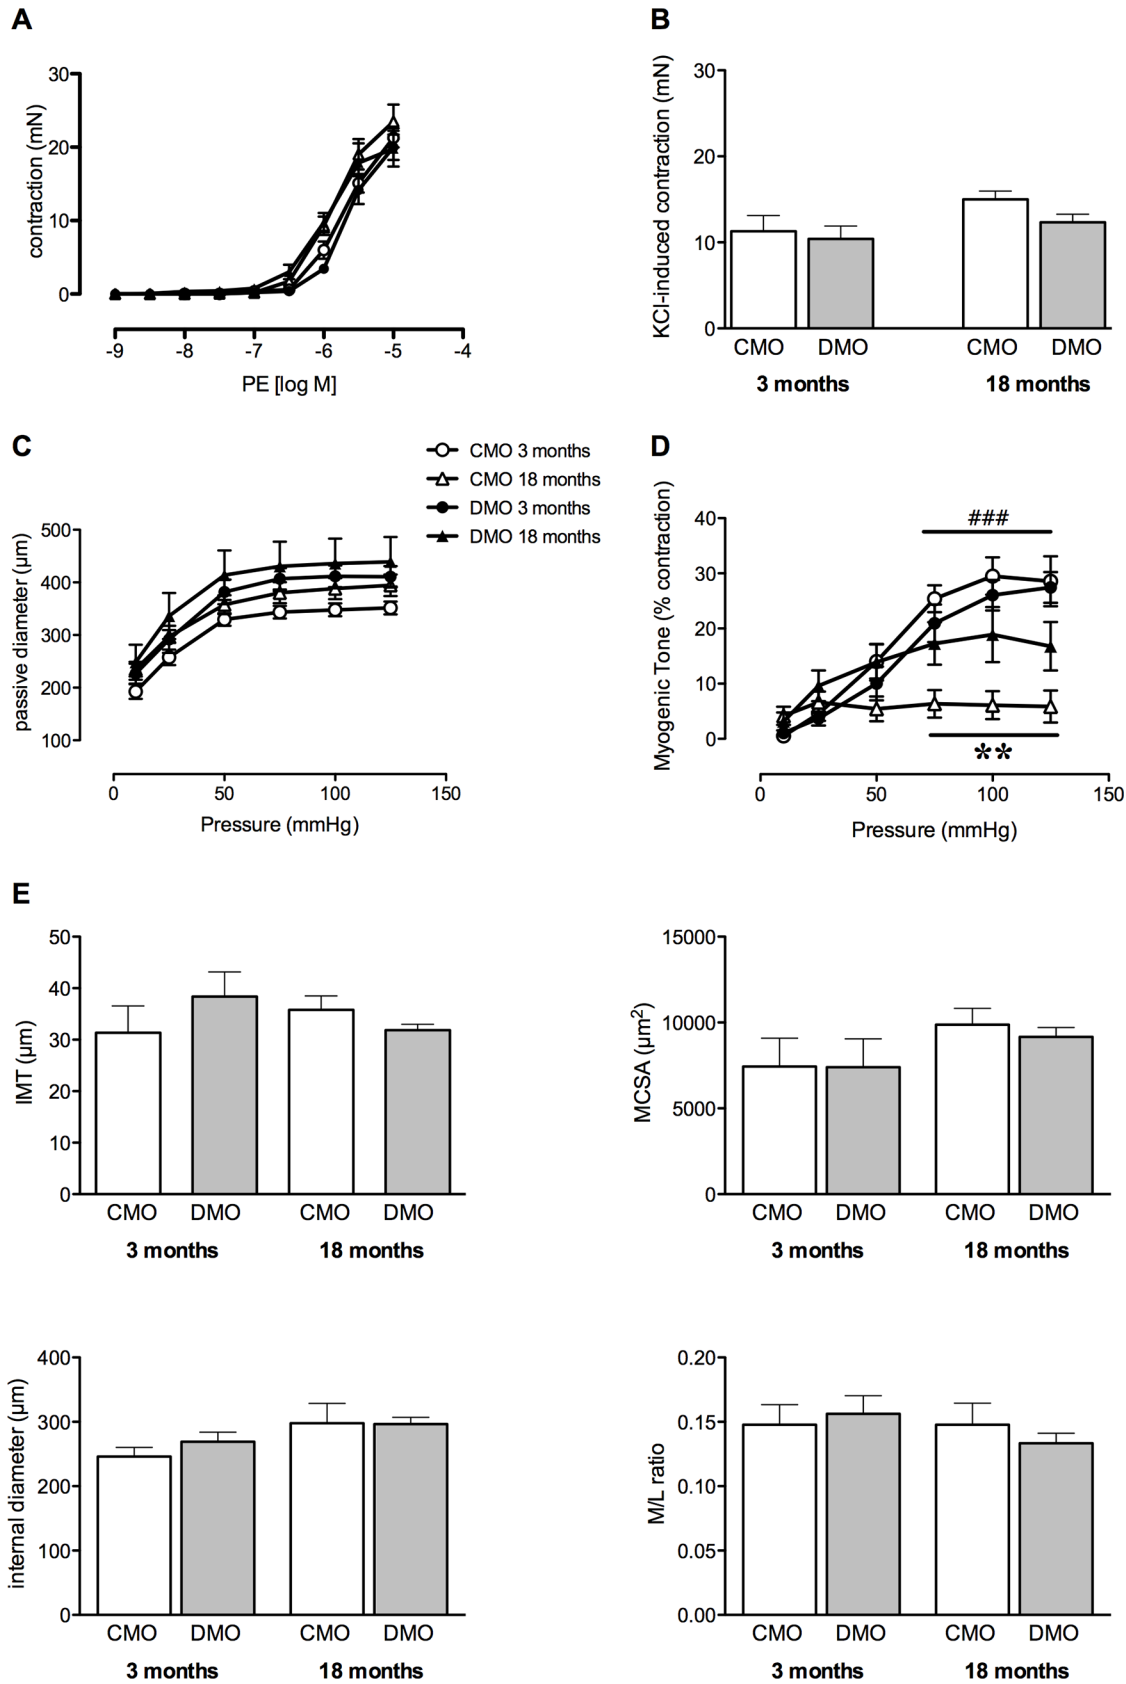 A
contraction (mN)
30
20
10
0
-9 -8 -7 -6 -5 -4
PE [log M]
B
KCl-induced contraction (mN)
30
20
10
0
CMO DMO CMO DMO
3 months 18 months
C
CMO 3 months
CMO 18 months
DMO 3 months
DMO 18 months
passive diameter (µm)
500
400
300
200
100
0 50 100 150
Pressure (mmHg)
D
Myogenic Tone (% contraction)
40
30
20
10
0
###
**
0 50 100 150
Pressure (mmHg)
E
IMT (µm)
50
40
30
20
10
0
CMO DMO CMO DMO
3 months 18 months
MCSA (µm²)
15000
10000
5000
0
CMO DMO CMO DMO
3 months 18 months
internal diameter (µm)
400
300
200
100
0
CMO DMO CMO DMO
3 months 18 months
M/L ratio
0.20
0.15
0.10
0.05
0.00
CMO DMO CMO DMO
3 months 18 months